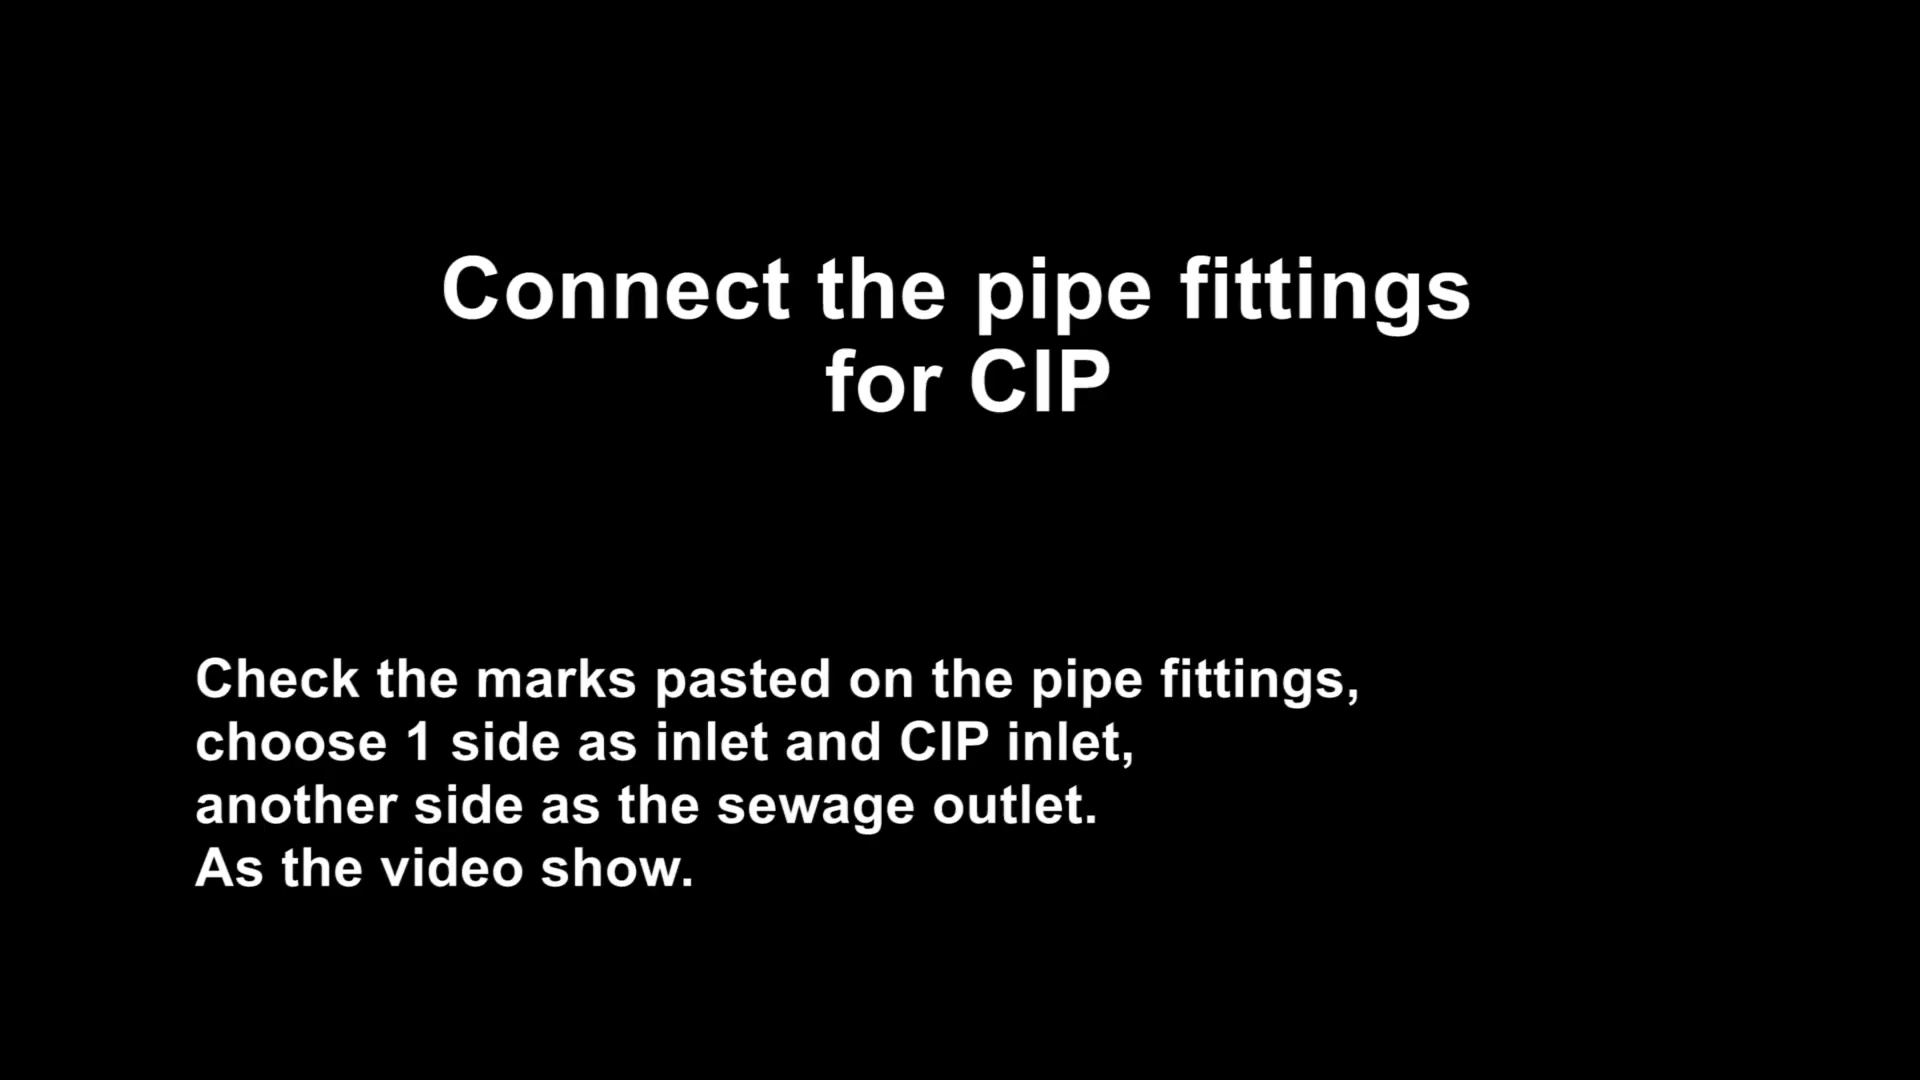 Connect the pipe fittings
for CIP
Check the marks pasted on the pipe fittings,
choose 1 side as inlet and CIP inlet,
another side as the sewage outlet.
As the video show.